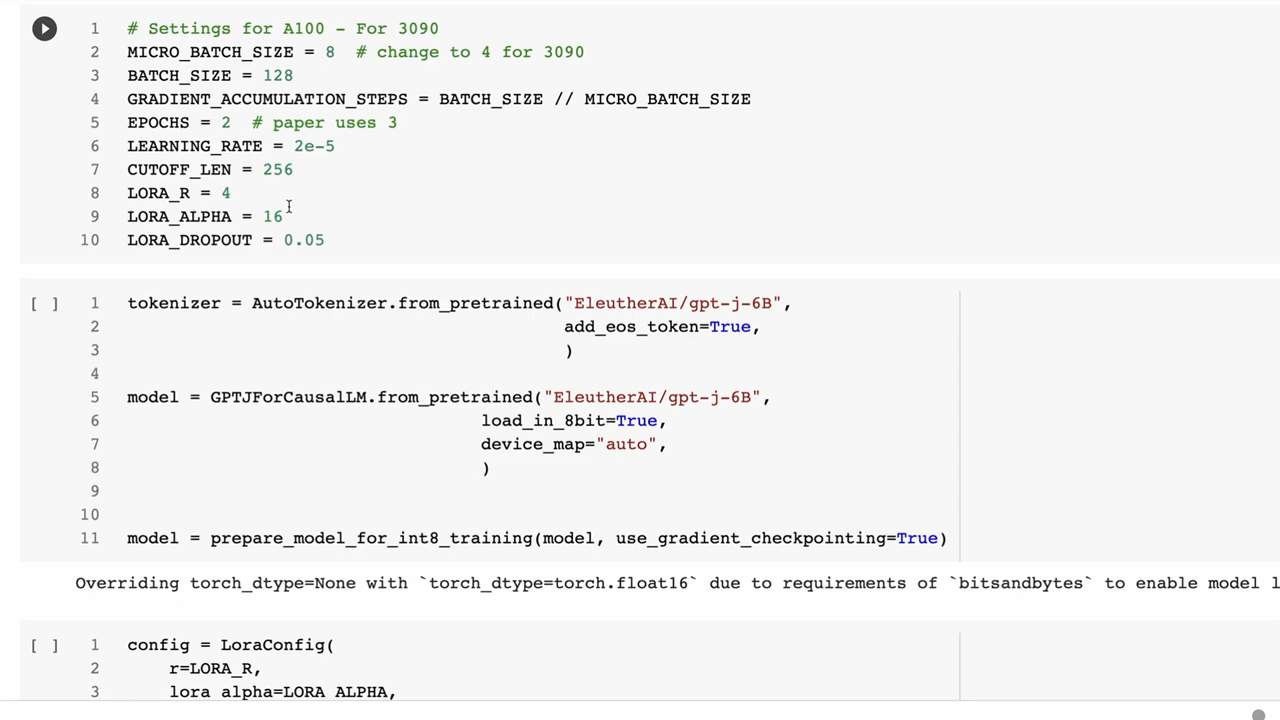 1 # Settings for A100 - For 3090
2 MICRO_BATCH_SIZE = 8  # change to 4 for 3090
3 BATCH_SIZE = 128
4 GRADIENT_ACCUMULATION_STEPS = BATCH_SIZE // MICRO_BATCH_SIZE
5 EPOCHS = 2  # paper uses 3
6 LEARNING_RATE = 2e-5
7 CUTOFF_LEN = 256
8 LORA_R = 4
9 LORA_ALPHA = 16
10 LORA_DROPOUT = 0.05
[ ] 1 tokenizer = AutoTokenizer.from_pretrained("EleutherAI/gpt-j-6B",
2 add_eos_token=True,
3 )
4
5 model = GPTJForCausalLM.from_pretrained("EleutherAI/gpt-j-6B",
6 load_in_8bit=True,
7 device_map="auto",
8 )
9
10
11 model = prepare_model_for_int8_training(model, use_gradient_checkpointing=True)
Overriding torch_dtype=None with `torch_dtype=torch.float16` due to requirements of `bitsandbytes` to enable model l
[ ] 1 config = LoraConfig(
2 r=LORA_R,
3 lora_alpha=LORA_ALPHA,